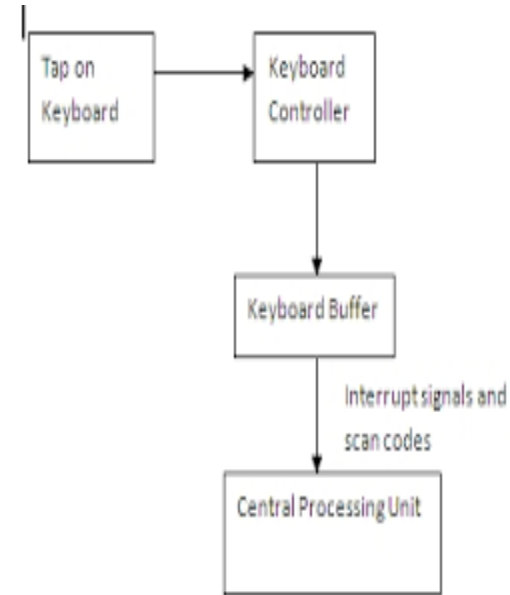 Tap on
Keyboard
Keyboard
Controller
Keyboard Buffer
Interrupt signals and
scan codes
Central Processing Unit